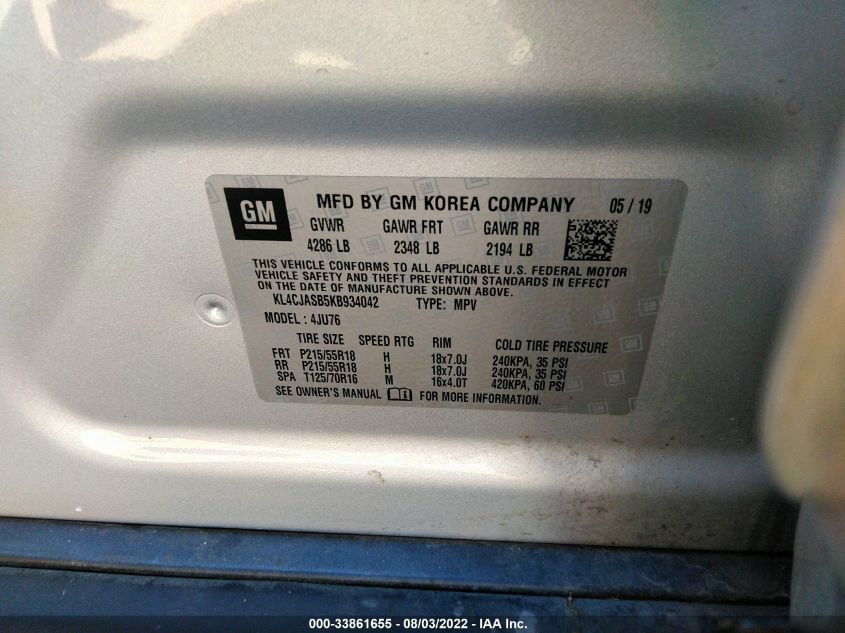 GM MFD BY GM KOREA COMPANY 05 / 19
GVWR GAWR FRT GAWR RR
4286 LB 2348 LB 2194 LB
THIS VEHICLE CONFORMS TO ALL APPLICABLE U.S. FEDERAL MOTOR
VEHICLE SAFETY AND THEFT PREVENTION STANDARDS IN EFFECT
ON THE DATE OF MANUFACTURE SHOWN ABOVE.
KL4CJASB5KB934042 TYPE: MPV
MODEL : 4JU76
TIRE SIZE SPEED RTG RIM COLD TIRE PRESSURE
FRT P215/55R18 H 18x7.0J 240KPA, 35 PSI
RR P215/55R18 H 18x7.0J 240KPA, 35 PSI
SPA T125/70R16 M 16x4.0T 420KPA, 60 PSI
SEE OWNER'S MANUAL FOR MORE INFORMATION.
000-33861655 - 08/03/2022 - IAA Inc.